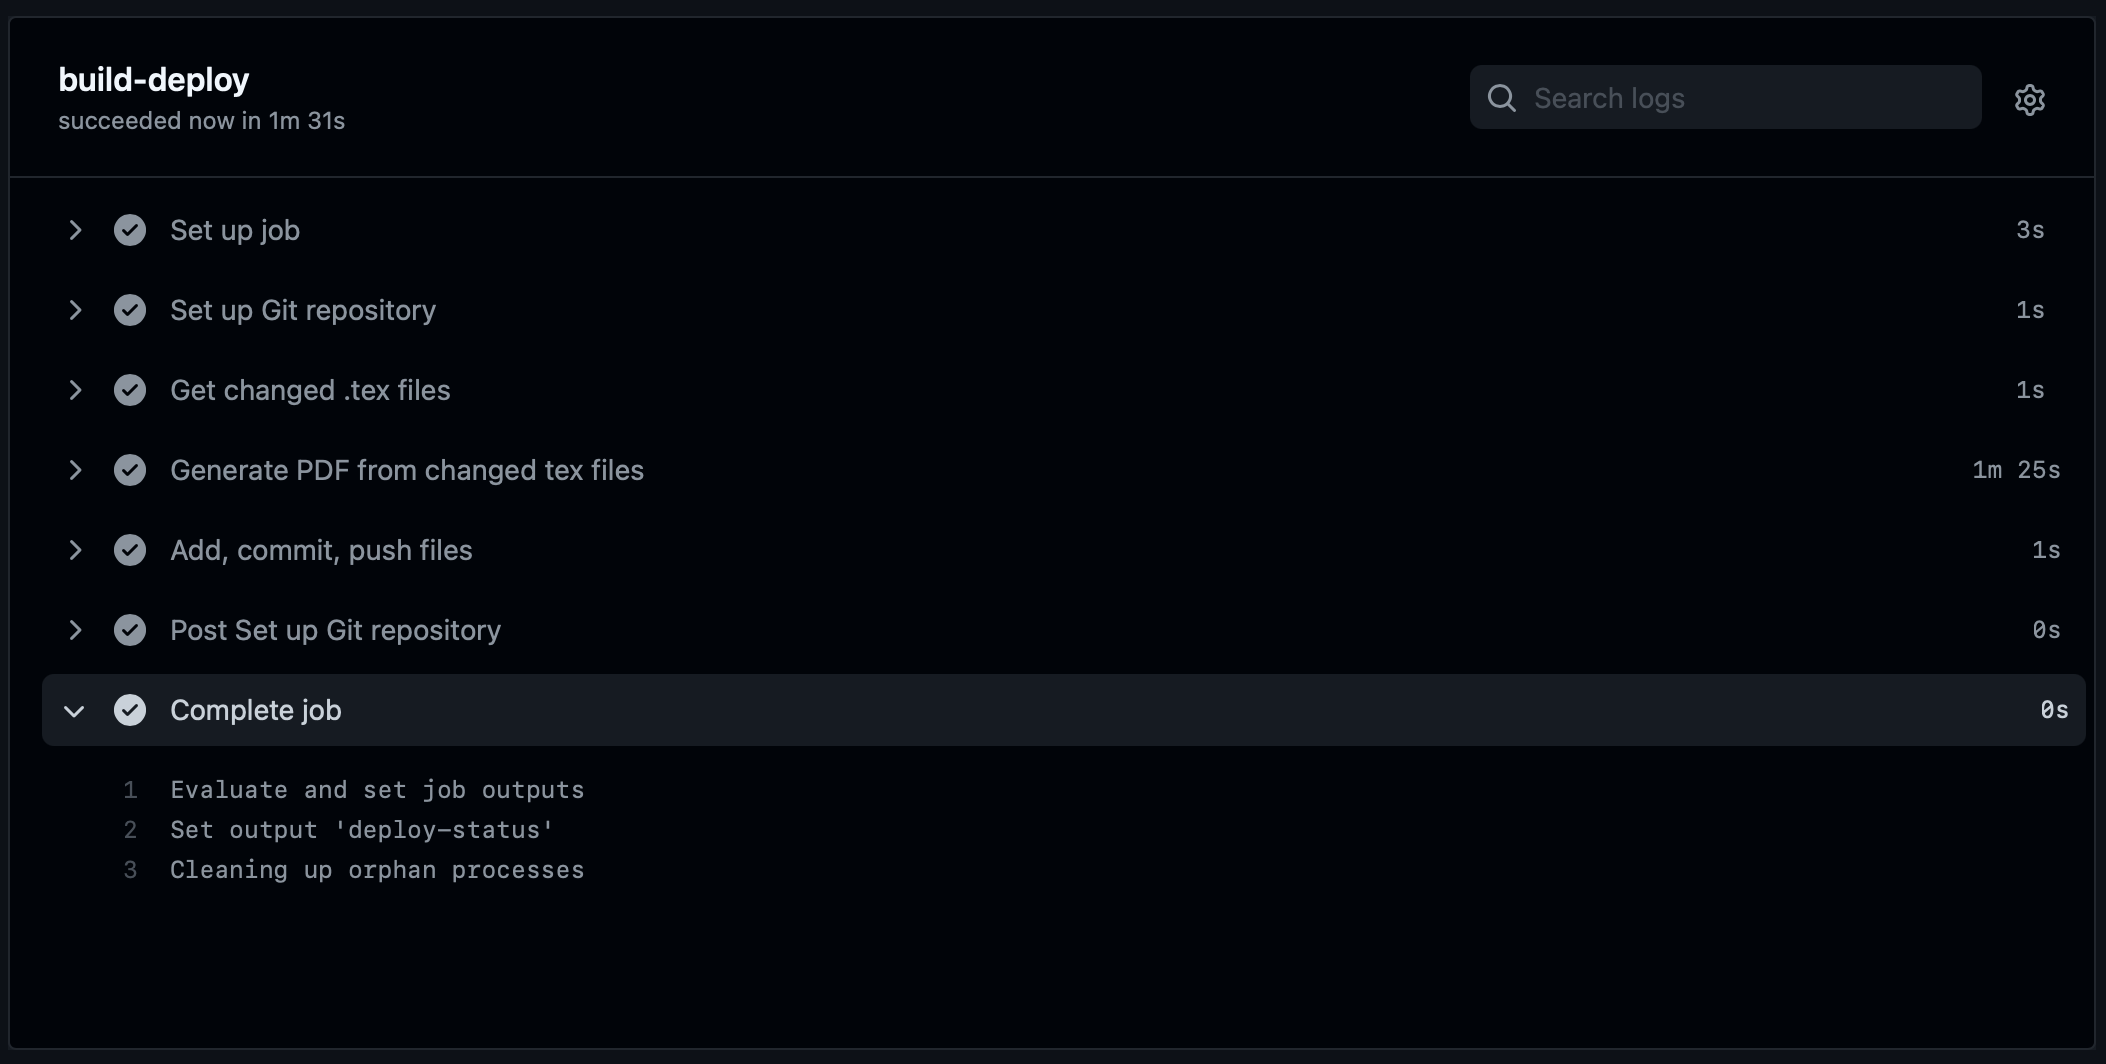 build-deploy
succeeded now in 1m 31s
Search logs
Set up job 3s
Set up Git repository 1s
Get changed .tex files 1s
Generate PDF from changed tex files 1m 25s
Add, commit, push files 1s
Post Set up Git repository 0s
Complete job 0s
1 Evaluate and set job outputs
2 Set output 'deploy-status'
3 Cleaning up orphan processes